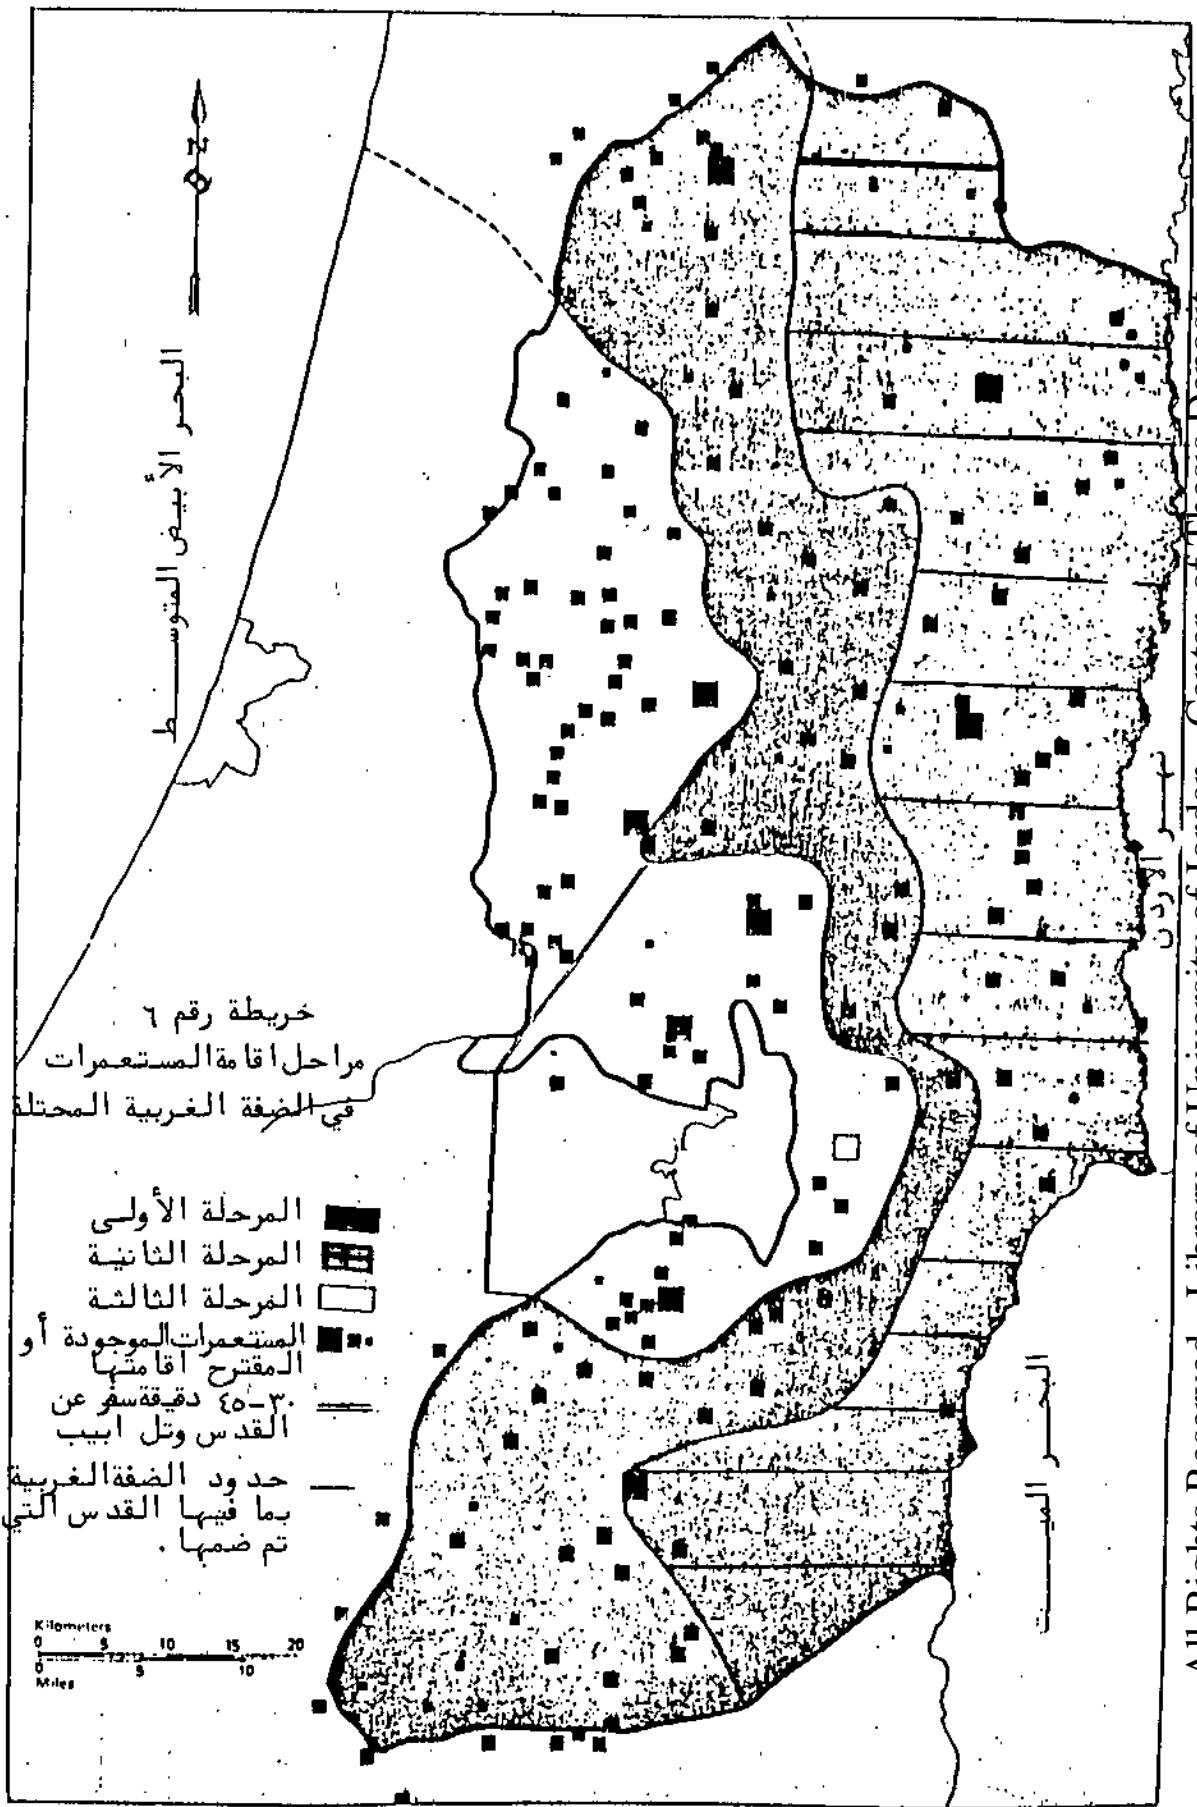 البحر الأبيض المتوسط
خريطة رقم ٦
مراحل اقامة المستعمرات
في الضفة الغربية المحتلة
المرحلة الأولى
المرحلة الثانية
المرحلة الثالثة
المستعمرات الموجودة أو
المقترح اقامتها
٣٠-٤٥ دقيقة سفر عن
القدس وتل ابيب
حدود الضفة الغربية
بما فيها القدس التي
تم ضمها .
Kilometers
0 5 10 15 20
0 5 10
Miles
N
نهر الأردن
البحر الميت
All Rights Reserved - Library of University of Jordan - Center of Thesis Deposit